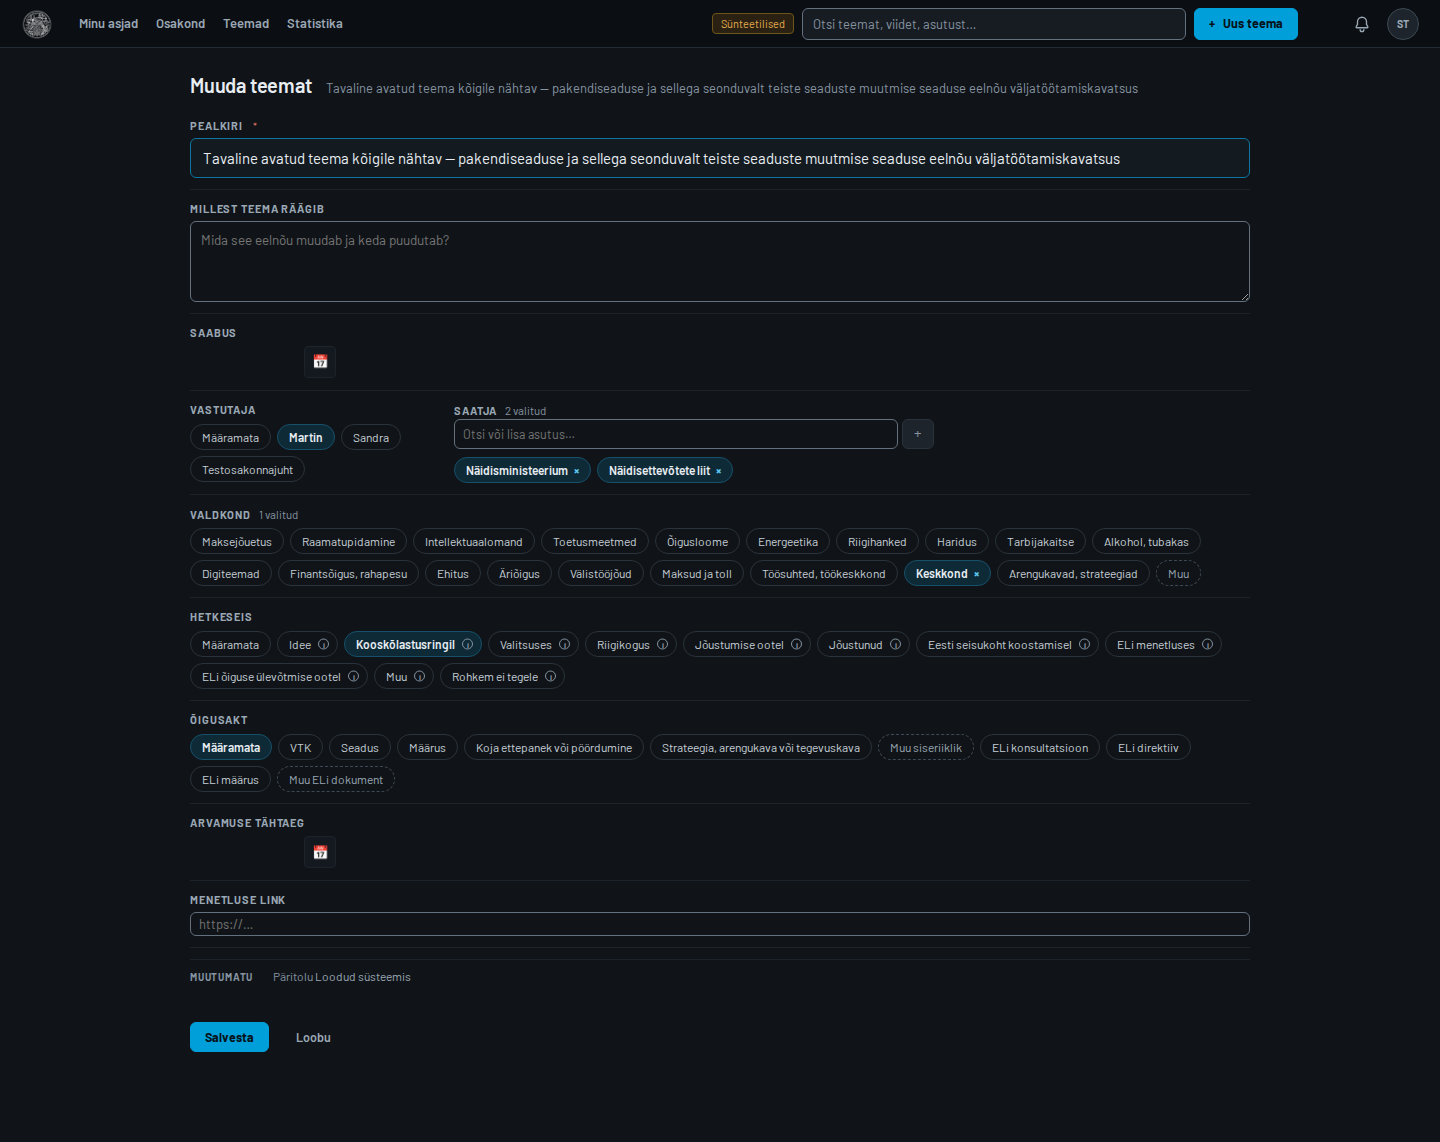 Minu asjad Osakond Teemad Statistika Sünteetilised Otsi teemat, viidet, asutust… + Uus teema ST
Muuda teemat Tavaline avatud teema kõigile nähtav — pakendiseaduse ja sellega seonduvalt teiste seaduste muutmise seaduse eelnõu väljatöötamiskavatsus
PEALKIRI *
Tavaline avatud teema kõigile nähtav — pakendiseaduse ja sellega seonduvalt teiste seaduste muutmise seaduse eelnõu väljatöötamiskavatsus
MILLEST TEEMA RÄÄGIB
Mida see eelnõu muudab ja keda puudutab?
SAABUS
VASTUTAJA
Määramata Martin Sandra
Testosakonnajuht
SAATJA 2 valitud
Otsi või lisa asutus… +
Näidisministeerium × Näidisettevõtete liit ×
VALDKOND 1 valitud
Maksejõuetus Raamatupidamine Intellektuaalomand Toetusmeetmed Õigusloome Energeetika Riigihanked Haridus Tarbijakaitse Alkohol, tubakas
Digiteemad Finantsõigus, rahapesu Ehitus Äriõigus Välistööjõud Maksud ja toll Töösuhted, töökeskkond Keskkond × Arengukavad, strateegiad Muu
HETKESEIS
Määramata Idee Kooskõlastusringil Valitsuses Riigikogus Jõustumise ootel Jõustunud Eesti seisukoht koostamisel ELi menetluses
ELi õiguse ülevõtmise ootel Muu Rohkem ei tegele
ÕIGUSAKT
Määramata VTK Seadus Määrus Koja ettepanek või pöördumine Strateegia, arengukava või tegevuskava Muu siseriiklik ELi konsultatsioon ELi direktiiv
ELi määrus Muu ELi dokument
ARVAMUSE TÄHTAEG
MENETLUSE LINK
https://…
MUUTUMATU Päritolu Loodud süsteemis
Salvesta Loobu